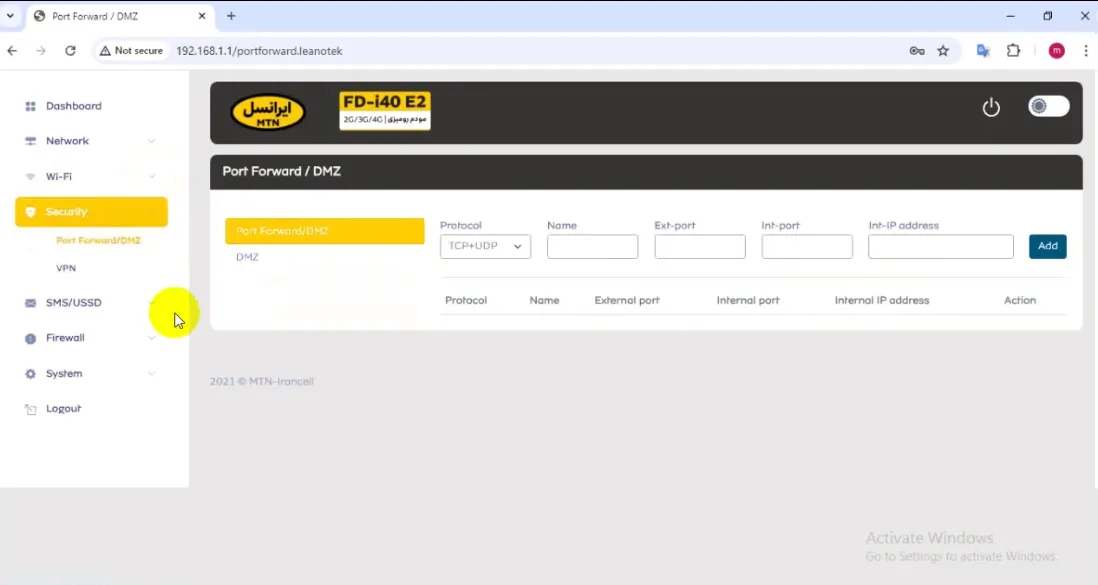 Port Forward / DMZ
Not secure
192.168.1.1/portforward.leanotek
m
Dashboard
Network
Wi-Fi
Security
Port Forward/DMZ
VPN
SMS/USSD
Firewall
System
Logout
ایرانسل
MTN
FD-i40 E2
2G/3G/4G | مودم رومیزی
Port Forward / DMZ
Port Forward/DMZ
DMZ
Protocol Name Ext-port Int-port Int-IP address
TCP+UDP
Add
Protocol Name External port Internal port Internal IP address Action
2021 © MTN-Irancell
Activate Windows
Go to Settings to activate Windows.